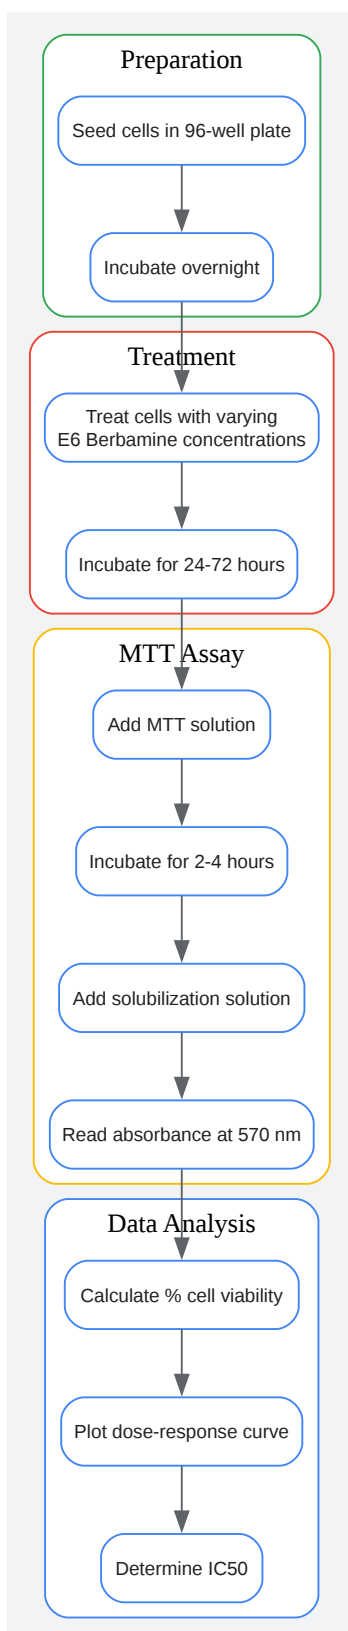 Preparation
Seed cells in 96-well plate
Incubate overnight
Treatment
Treat cells with varying
E6 Berbamine concentrations
Incubate for 24-72 hours
MTT Assay
Add MTT solution
Incubate for 2-4 hours
Add solubilization solution
Read absorbance at 570 nm
Data Analysis
Calculate % cell viability
Plot dose-response curve
Determine IC50